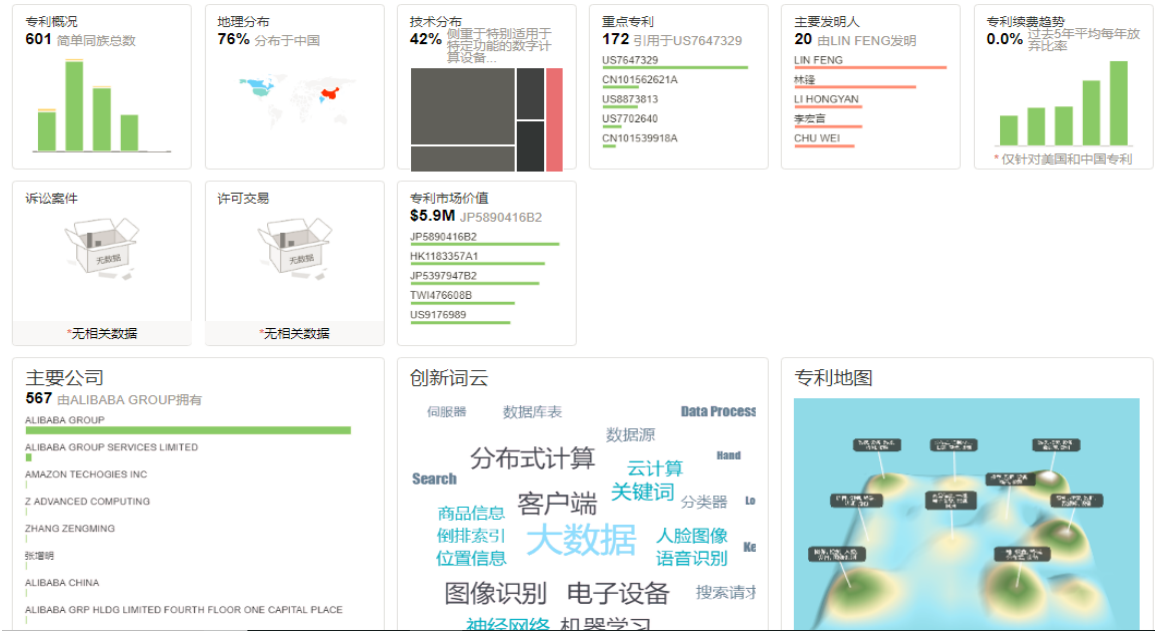 专利概况
601 简单同族总数
地理分布
76% 分布于中国
技术分布
42% 侧重于特别适用于
特定功能的数字计
算设备...
重点专利
172 引用于US7647329
US7647329
CN101562621A
US8873813
US7702640
CN101539918A
主要发明人
20 由LIN FENG发明
LIN FENG
林锋
LI HONGYAN
李宏言
CHU WEI
专利续费趋势
0.0% 过去5年平均每年放
弃比率
* 仅针对美国和中国专利
诉讼案件
无数据
*无相关数据
许可交易
无数据
*无相关数据
专利市场价值
$5.9M JP5890416B2
JP5890416B2
HK1183357A1
JP5397947B2
TWI476608B
US9176989
主要公司
567 由ALIBABA GROUP拥有
ALIBABA GROUP
ALIBABA GROUP SERVICES LIMITED
AMAZON TECHOGIES INC
Z ADVANCED COMPUTING
ZHANG ZENGMING
张增明
ALIBABA CHINA
ALIBABA GRP HLDG LIMITED FOURTH FLOOR ONE CAPITAL PLACE
创新词云
伺服器 数据库表 Data Process
数据源
分布式计算 Hand
Search 云计算
关键词
客户端 分类器 Lo
商品信息
倒排索引 大数据 人脸图像
位置信息 语音识别 Ke
图像识别 电子设备 搜索请求
神经网络 机器学习
专利地图